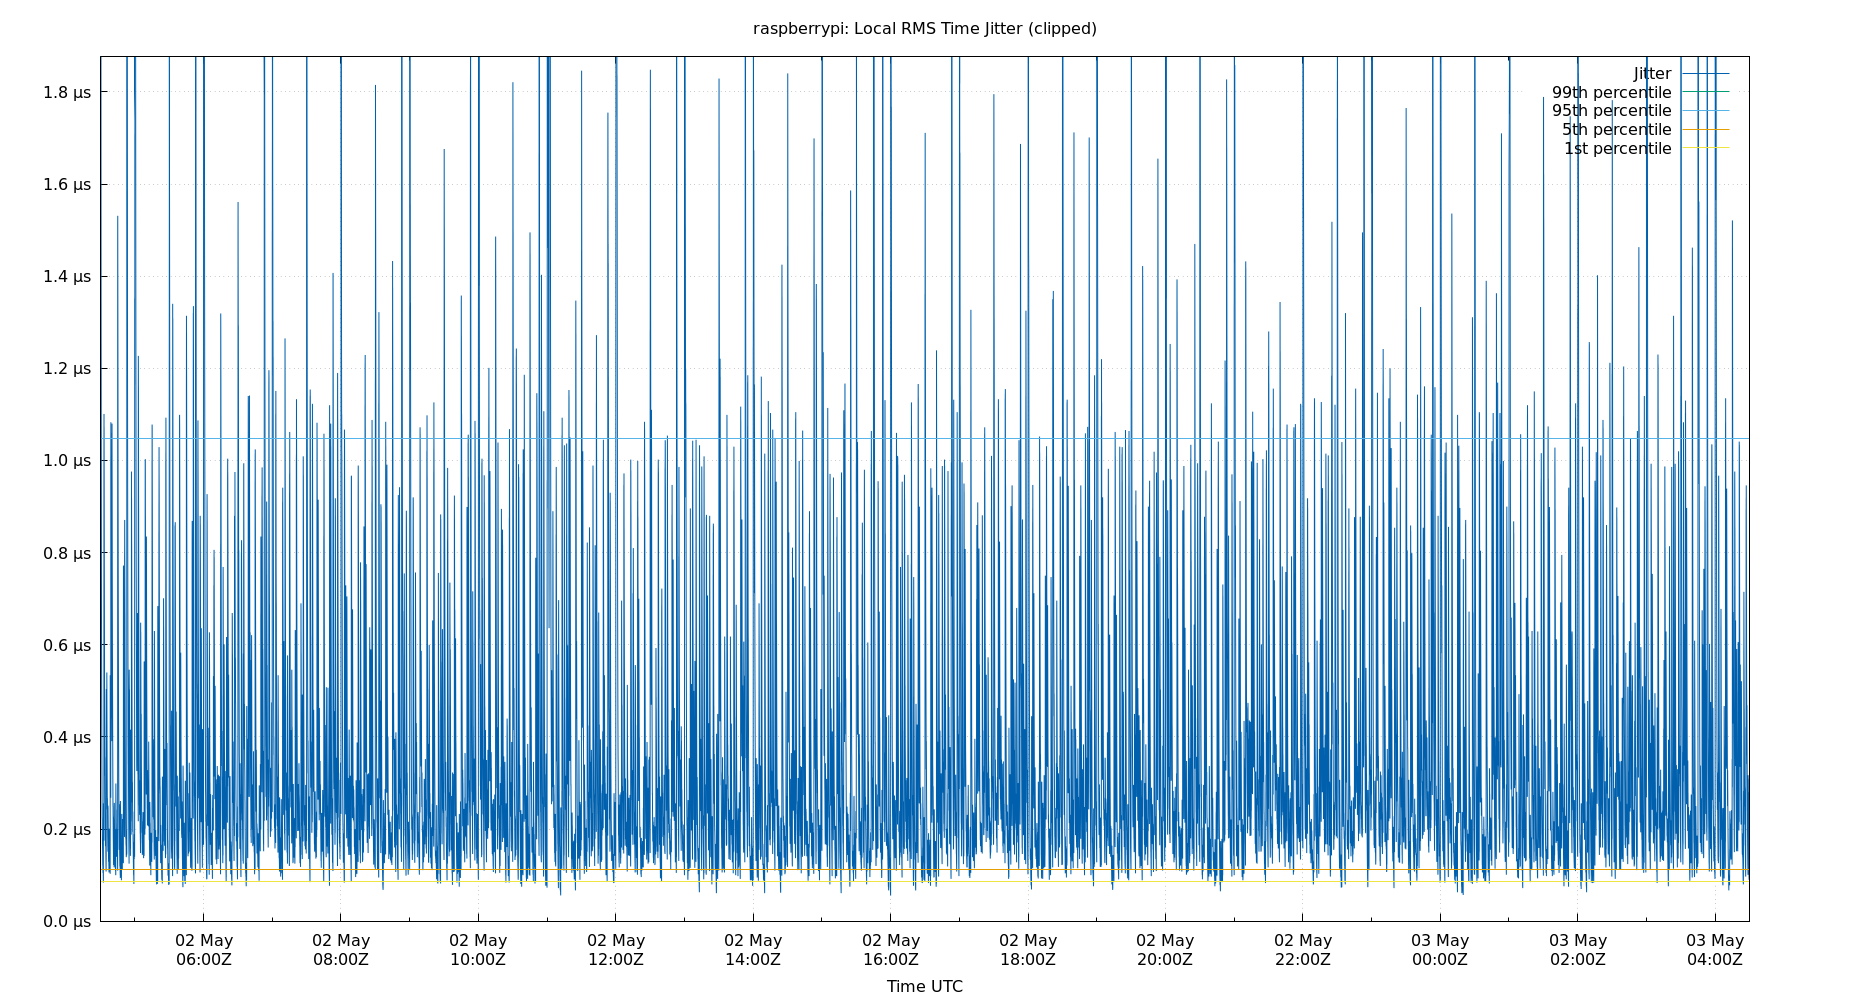 raspberrypi: Local RMS Time Jitter (clipped)
Jitter
99th percentile
95th percentile
5th percentile
1st percentile
1.8 µs
1.6 µs
1.4 µs
1.2 µs
1.0 µs
0.8 µs
0.6 µs
0.4 µs
0.2 µs
0.0 µs
02 May 02 May 02 May 02 May 02 May 02 May 02 May 02 May 02 May 03 May 03 May 03 May
06:00Z 08:00Z 10:00Z 12:00Z 14:00Z 16:00Z 18:00Z 20:00Z 22:00Z 00:00Z 02:00Z 04:00Z
Time UTC